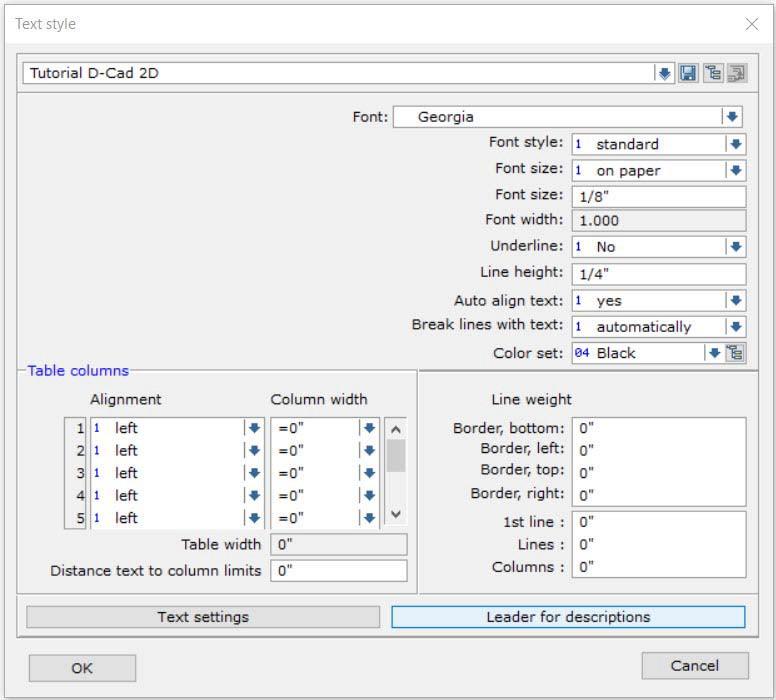 Text style
Tutorial D-Cad 2D
Font: Georgia
Font style: 1 standard
Font size: 1 on paper
Font size: 1/8"
Font width: 1.000
Underline: 1 No
Line height: 1/4"
Auto align text: 1 yes
Break lines with text: 1 automatically
Color set: 04 Black
Table columns
Alignment Column width
1 1 left =0"
2 1 left =0"
3 1 left =0"
4 1 left =0"
5 1 left =0"
Table width 0"
Distance text to column limits 0"
Line weight
Border, bottom: 0"
Border, left: 0"
Border, top: 0"
Border, right: 0"
1st line : 0"
Lines : 0"
Columns : 0"
Text settings Leader for descriptions
OK Cancel